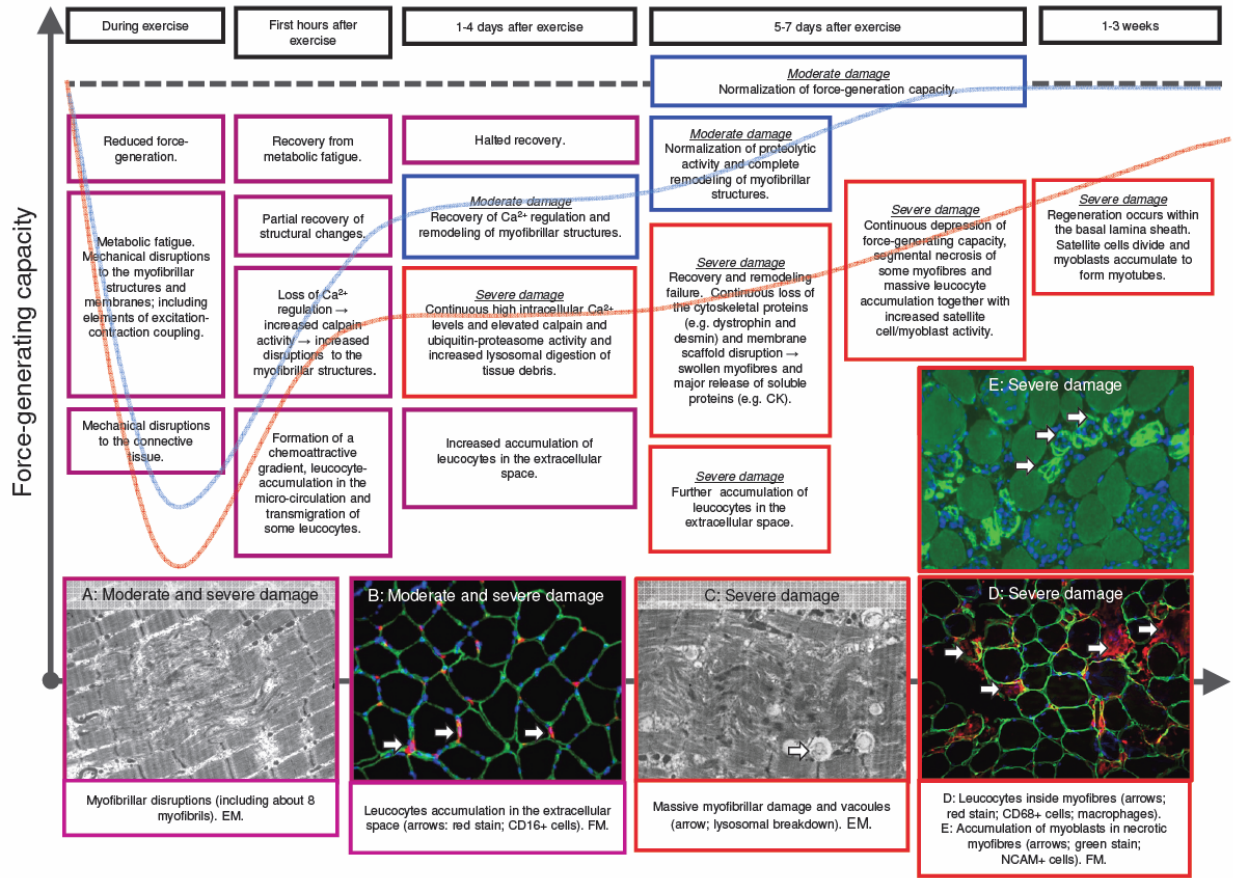 During exercise
First hours after
exercise
1-4 days after exercise
5-7 days after exercise
1-3 weeks
Force-generating capacity
Moderate damage
Normalization of force-generation capacity.
Reduced force-
generation.
Metabolic fatigue.
Mechanical disruptions
to the myofibrillar
structures and
membranes; including
elements of excitation-
contraction coupling.
Mechanical disruptions
to the connective
tissue.
Recovery from
metabolic fatigue.
Partial recovery of
structural changes.
Loss of Ca2+
regulation →
increased calpain
activity → increased
disruptions to the
myofibrillar structures.
Formation of a
chemoattractive
gradient, leucocyte-
accumulation in the
micro-circulation and
transmigration of
some leucocytes.
Halted recovery.
Moderate damage
Recovery of Ca2+ regulation and
remodeling of myofibrillar structures.
Severe damage
Continuous high intracellular Ca2+
levels and elevated calpain and
ubiquitin-proteasome activity and
increased lysosomal digestion of
tissue debris.
Increased accumulation of
leucocytes in the extracellular
space.
Moderate damage
Normalization of proteolytic
activity and complete
remodeling of myofibrillar
structures.
Severe damage
Recovery and remodeling
failure. Continuous loss of
the cytoskeletal proteins
(e.g. dystrophin and
desmin) and membrane
scaffold disruption →
swollen myofibres and
major release of soluble
proteins (e.g. CK).
Severe damage
Further accumulation of
leucocytes in the
extracellular space.
Severe damage
Continuous depression of
force-generating capacity,
segmental necrosis of
some myofibres and
massive leucocyte
accumulation together with
increased satellite
cell/myoblast activity.
Severe damage
Regeneration occurs within
the basal lamina sheath.
Satellite cells divide and
myoblasts accumulate to
form myotubes.
E: Severe damage
A: Moderate and severe damage
B: Moderate and severe damage
C: Severe damage
D: Severe damage
Myofibrillar disruptions (including about 8
myofibrils). EM.
Leucocytes accumulation in the extracellular
space (arrows: red stain; CD16+ cells). FM.
Massive myofibrillar damage and vacoules
(arrow; lysosomal breakdown). EM.
D: Leucocytes inside myofibres (arrows;
red stain; CD68+ cells; macrophages).
E: Accumulation of myoblasts in necrotic
myofibres (arrows; green stain;
NCAM+ cells). FM.